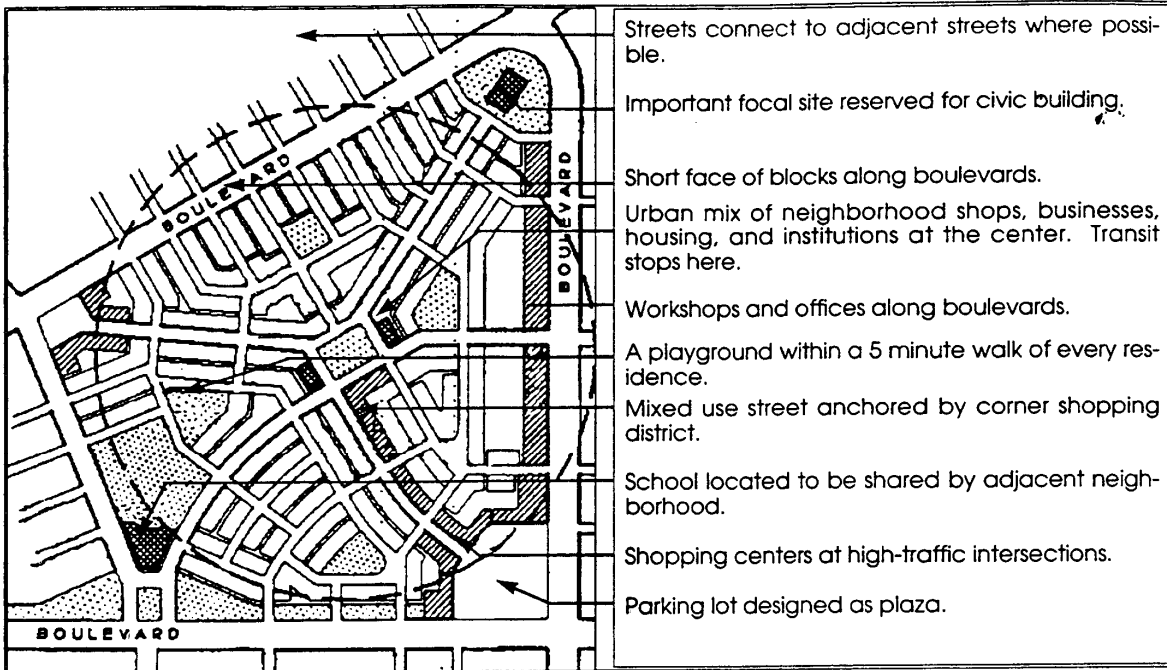 BOULEVARD
BOULEVARD
BOULEVARD
Streets connect to adjacent streets where possi-
ble.
Important focal site reserved for civic building.
Short face of blocks along boulevards.
Urban mix of neighborhood shops, businesses,
housing, and institutions at the center. Transit
stops here.
Workshops and offices along boulevards.
A playground within a 5 minute walk of every res-
idence.
Mixed use street anchored by corner shopping
district.
School located to be shared by adjacent neigh-
borhood.
Shopping centers at high-traffic intersections.
Parking lot designed as plaza.